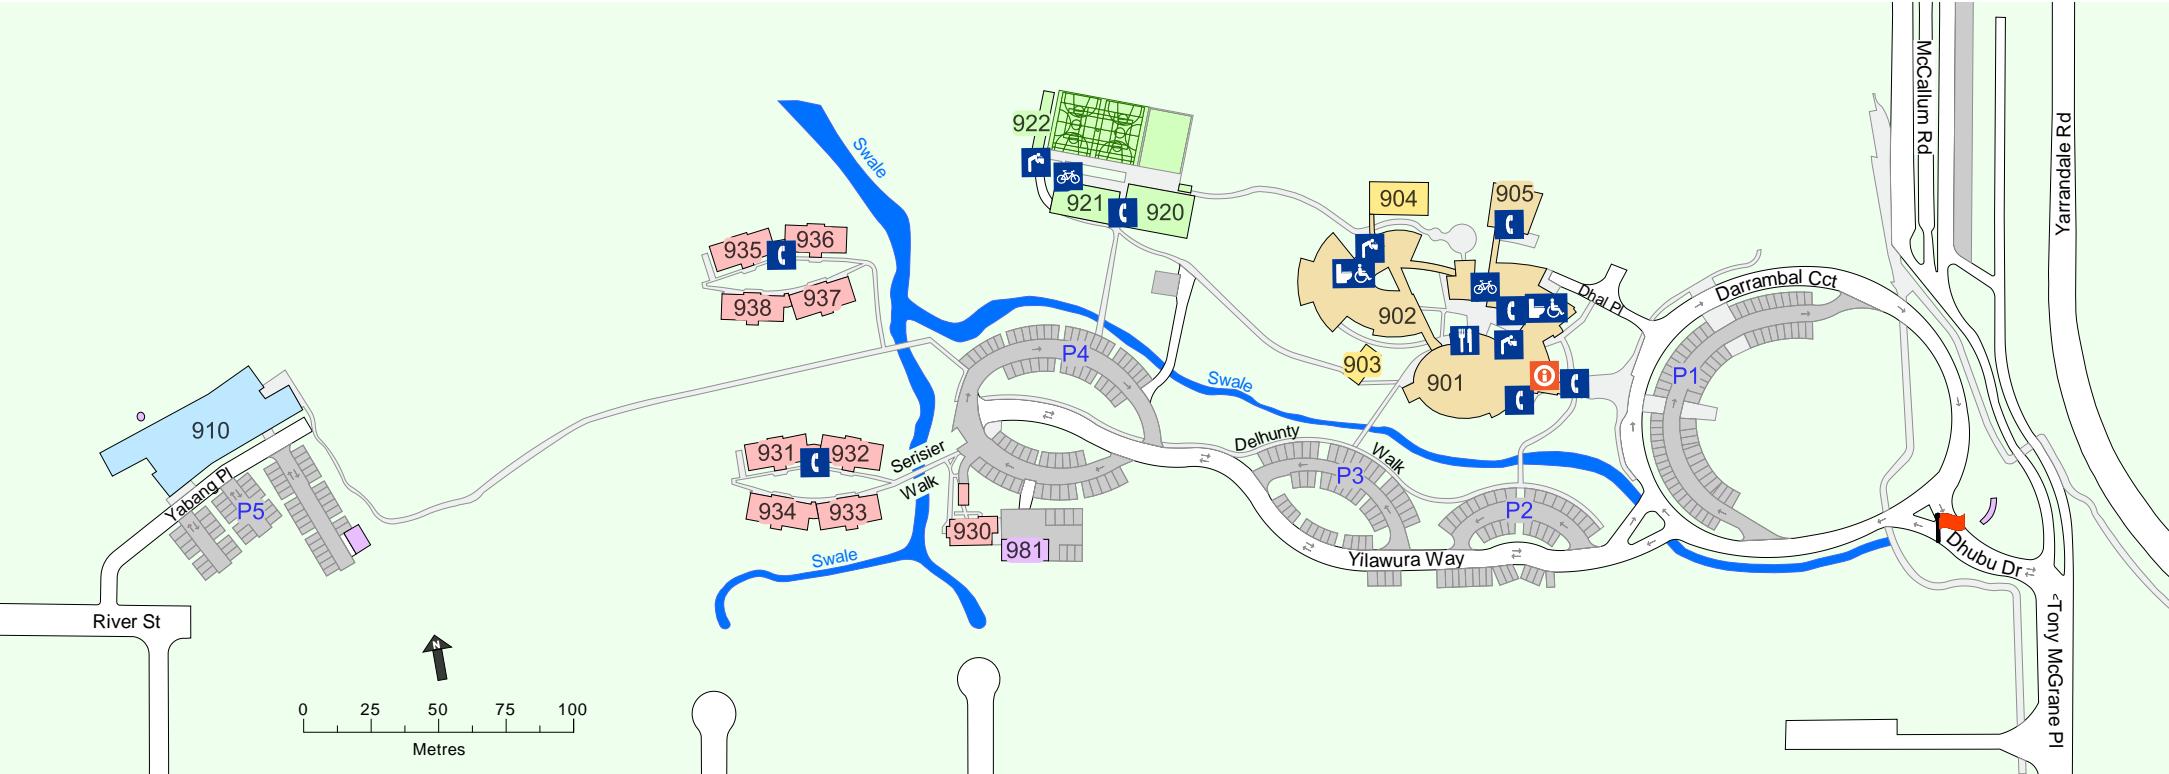 McCallum Rd
Yarrandale Rd
922
921
920
904
905
Swale
935
936
938
937
902
903
901
Dhal Pl
Darrambal Cct
P1
P4
Swale
910
Yabang Pl
P5
931
932
934
933
Serisier
Walk
930
981
Swale
Delhunty
Walk
P3
P2
Yilawura Way
Dhubu Dr
Tony McGrane Pl
River St
N
0 25 50 75 100
Metres